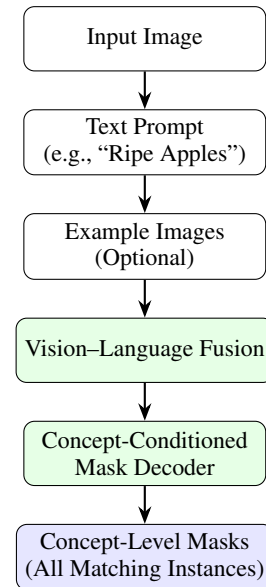 Input Image
Text Prompt
(e.g., “Ripe Apples”)
Example Images
(Optional)
Vision–Language Fusion
Concept-Conditioned
Mask Decoder
Concept-Level Masks
(All Matching Instances)